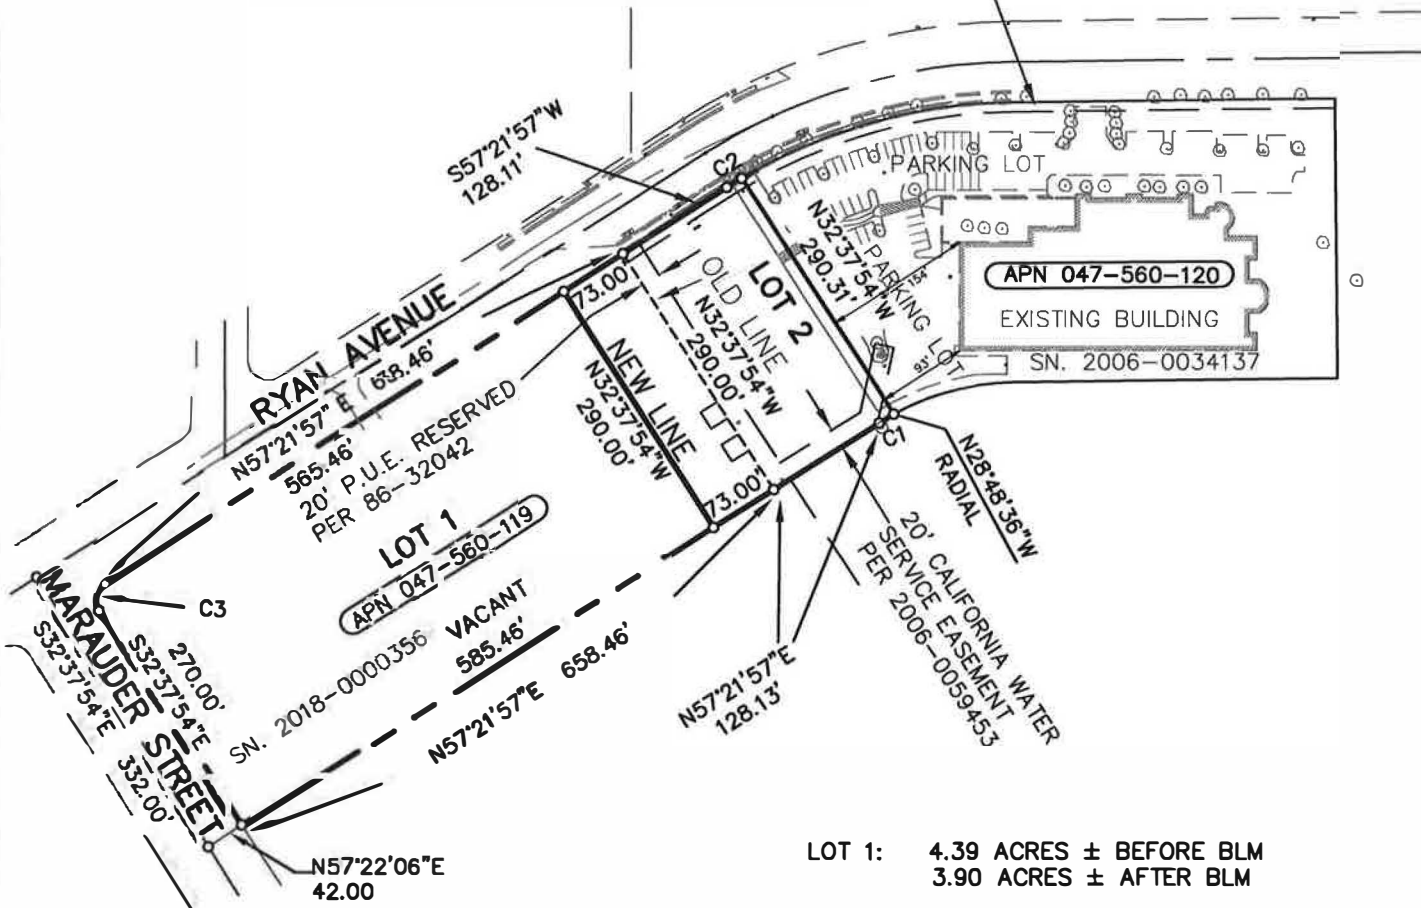 S57°21'57"W
128.11'
C2
PARKING LOT
N32°37'54"W
290.31'
PARKING LOT
154'
93'
APN 047-560-120
EXISTING BUILDING
SN. 2006-0034137
LOT 2
OLD LINE
N32°37'54"W
290.00'
73.00'
NEW LINE
N32°37'54"W
290.00'
73.00'
C1
N28°48'36"W
RADIAL
RYAN AVENUE
638.46'
N57°21'57"E
565.46'
20' P.U.E. RESERVED
PER 86-32042
LOT 1
APN 047-560-119
SN. 2018-0000356 VACANT
585.46'
N57°21'57"E 658.46'
C3
MARAUDER STREET
270.00'
S32°37'54"E
S32°37'54"E
332.00'
N57°22'06"E
42.00
N57°21'57"E
128.13'
20' CALIFORNIA WATER
SERVICE EASEMENT
PER 2006-0059453
LOT 1: 4.39 ACRES ± BEFORE BLM
3.90 ACRES ± AFTER BLM